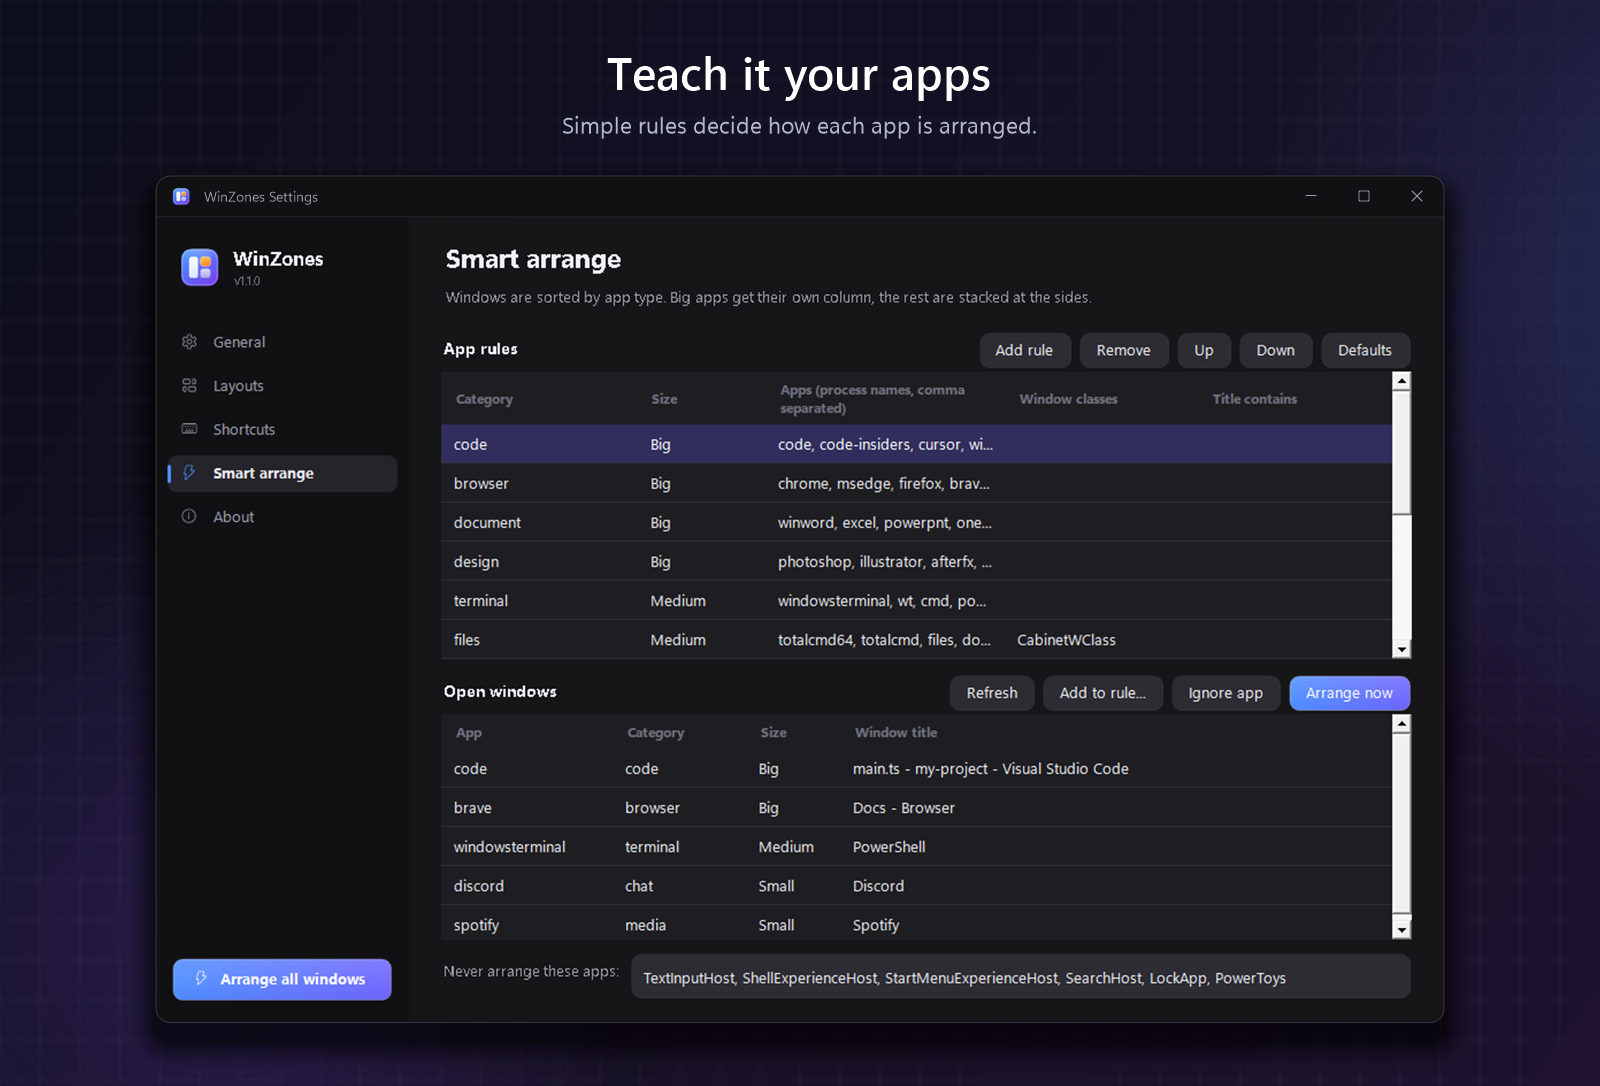 Teach it your apps
Simple rules decide how each app is arranged.
WinZones Settings
WinZones
v1.1.0
General
Layouts
Shortcuts
Smart arrange
About
Arrange all windows
Smart arrange
Windows are sorted by app type. Big apps get their own column, the rest are stacked at the sides.
App rules
Add rule
Remove
Up
Down
Defaults
Category Size Apps (process names, comma separated) Window classes Title contains
code Big code, code-insiders, cursor, wi...
browser Big chrome, msedge, firefox, brav...
document Big winword, excel, powerpnt, one...
design Big photoshop, illustrator, afterfx, ...
terminal Medium windowsterminal, wt, cmd, po...
files Medium totalcmd64, totalcmd, files, do... CabinetWClass
Open windows
Refresh
Add to rule...
Ignore app
Arrange now
App Category Size Window title
code code Big main.ts - my-project - Visual Studio Code
brave browser Big Docs - Browser
windowsterminal terminal Medium PowerShell
discord chat Small Discord
spotify media Small Spotify
Never arrange these apps: TextInputHost, ShellExperienceHost, StartMenuExperienceHost, SearchHost, LockApp, PowerToys